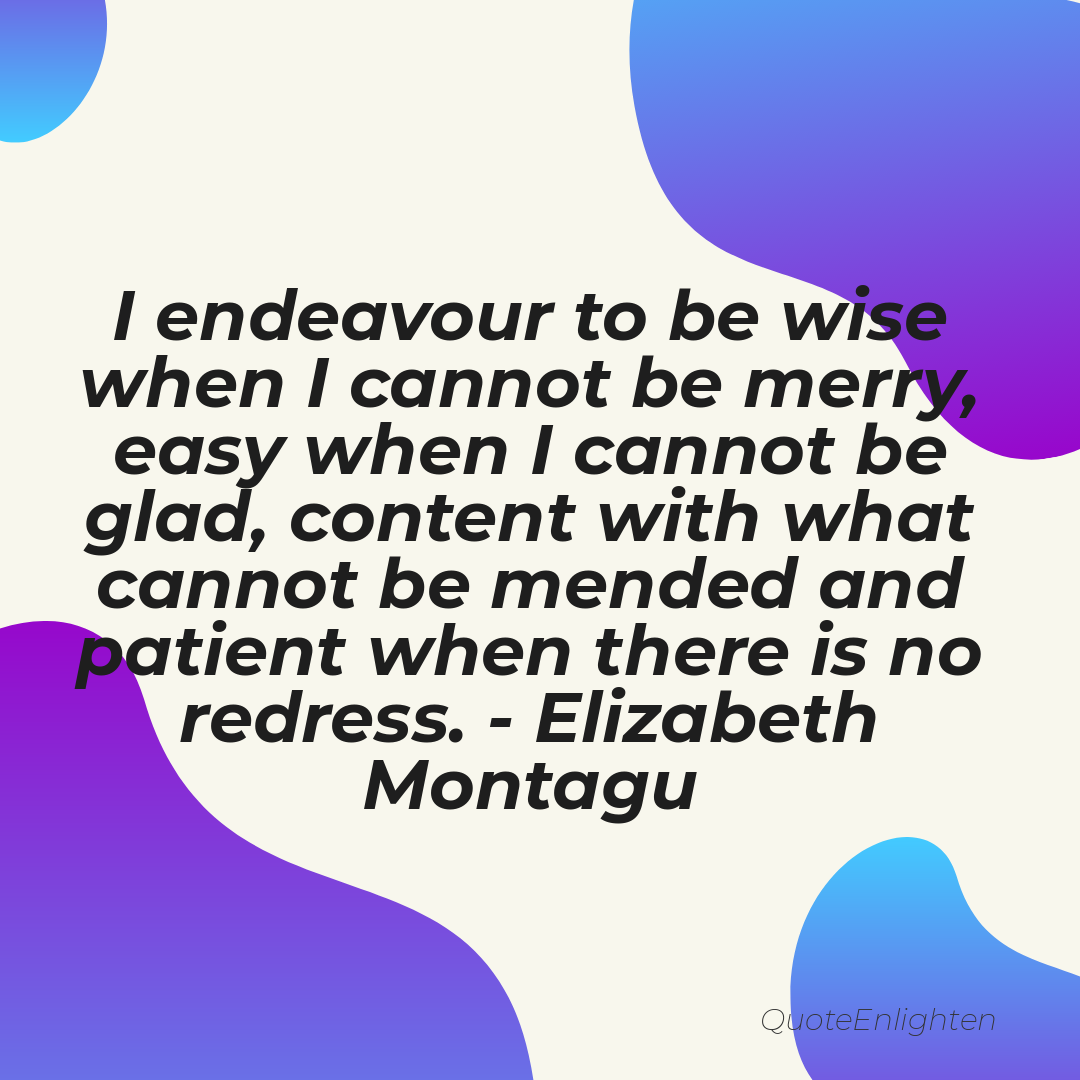 I endeavour to be wise
when I cannot be merry,
easy when I cannot be
glad, content with what
cannot be mended and
patient when there is no
redress. - Elizabeth
Montagu
QuoteEnlighten